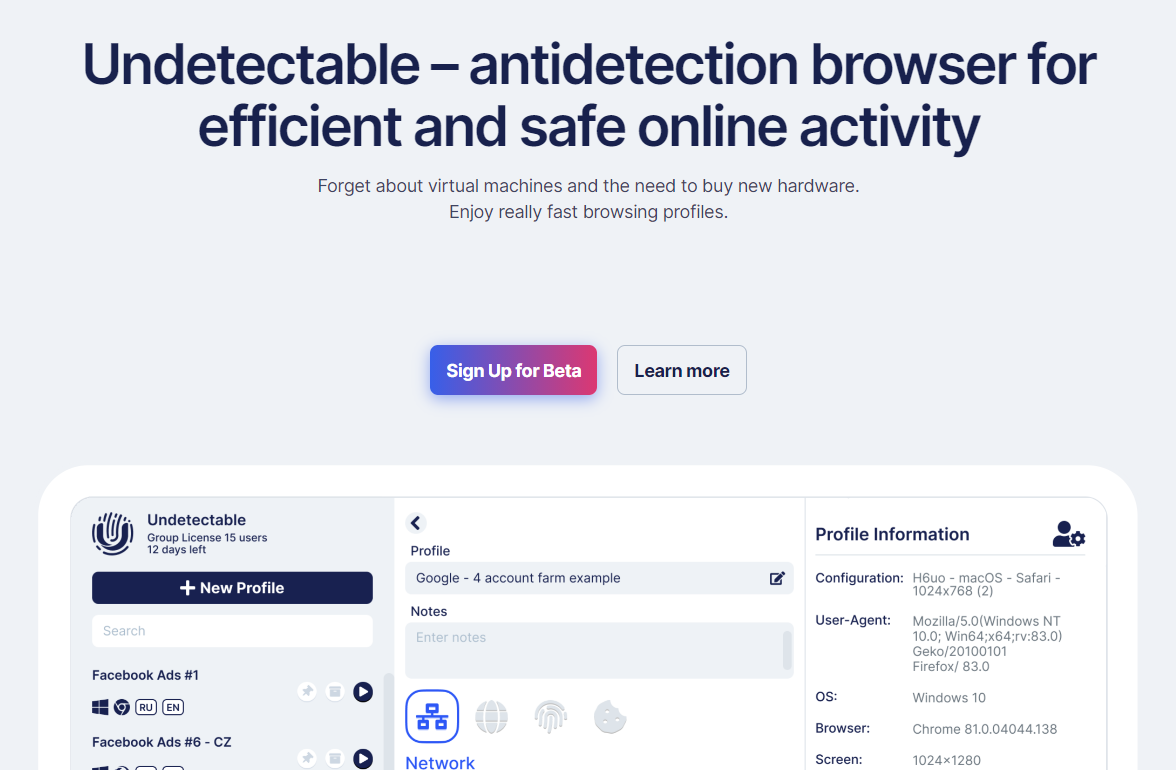 Undetectable – antidetection browser for
efficient and safe online activity
Forget about virtual machines and the need to buy new hardware.
Enjoy really fast browsing profiles.
Sign Up for Beta
Learn more
Undetectable
Group License 15 users
12 days left
New Profile
Search
Facebook Ads #1
RU EN
Facebook Ads #6 - CZ
Profile
Google - 4 account farm example
Notes
Enter notes
Network
Profile Information
Configuration: H6uo - macOS - Safari -
1024x768 (2)
User-Agent: Mozilla/5.0(Windows NT
10.0; Win64;x64;rv:83.0)
Geko/20100101
Firefox/ 83.0
OS: Windows 10
Browser: Chrome 81.0.04044.138
Screen: 1024×1280